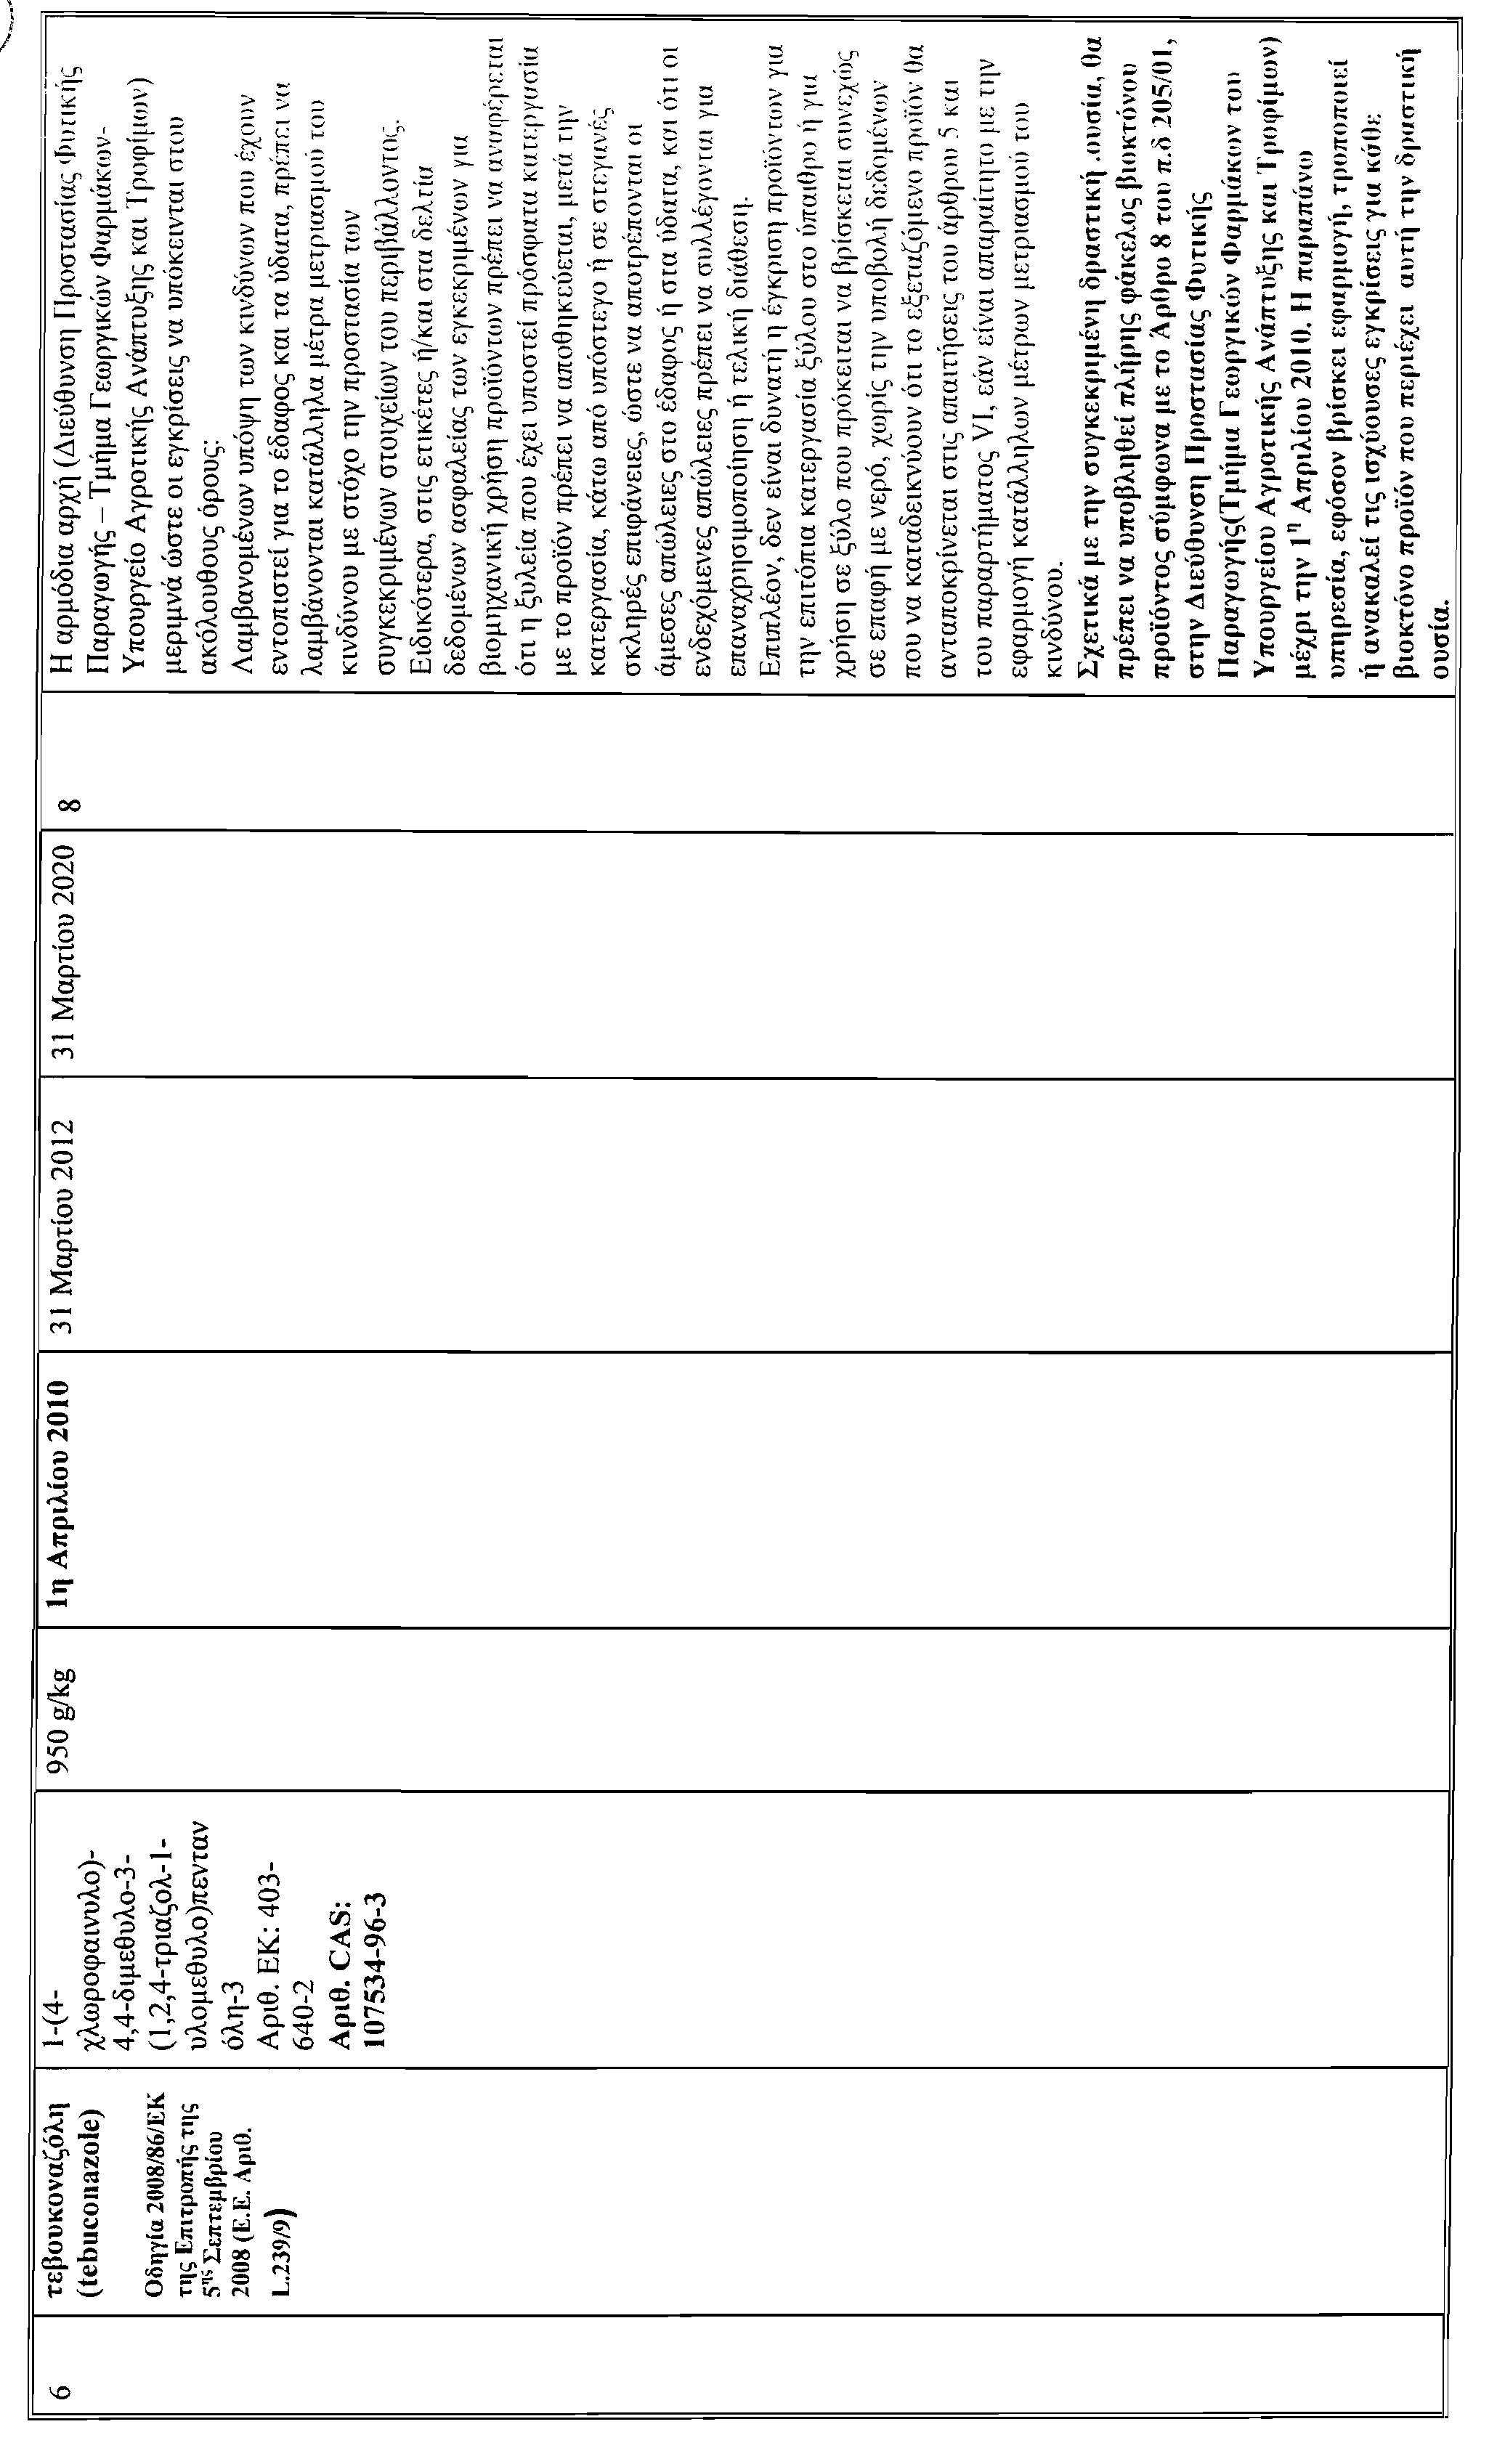 6
τεβουκοναζόλη
(tebuconazole)
Οδηγία 2008/86/ΕΚ
της Επιτροπής της
5ης Σεπτεμβρίου
2008 (Ε.Ε. Αριθ.
L.239/9)
1-(4-
χλωροφαινυλο)-
4,4-διμεθυλο-3-
(1,2,4-τριαζολ-1-
υλομεθυλο)πενταν
όλη-3
Αριθ. ΕΚ: 403-
640-2
Αριθ. CAS:
107534-96-3
950 g/kg
1η Απριλίου 2010
31 Μαρτίου 2012
31 Μαρτίου 2020
8
Η αρμόδια αρχή (Διεύθυνση Προστασίας Φυτικής
Παραγωγής – Τμήμα Γεωργικών Φαρμάκων-
Υπουργείο Αγροτικής Ανάπτυξης και Τροφίμων)
μεριμνά ώστε οι εγκρίσεις να υπόκεινται στου
ακόλουθους όρους:
Λαμβανομένων υπόψη των κινδύνων που έχουν
εντοπιστεί για το έδαφος και τα ύδατα, πρέπει να
λαμβάνονται κατάλληλα μέτρα μετριασμού του
κινδύνου με στόχο την προστασία των
συγκεκριμένων στοιχείων του περιβάλλοντος.
Ειδικότερα, στις ετικέτες ή/και στα δελτία
δεδομένων ασφαλείας των εγκεκριμένων για
βιομηχανική χρήση προϊόντων πρέπει να αναφέρεται
ότι η ξυλεία που έχει υποστεί πρόσφατα κατεργασία
με το προϊόν πρέπει να αποθηκεύεται, μετά την
κατεργασία, κάτω από υπόστεγο ή σε στεγανές
σκληρές επιφάνειες, ώστε να αποτρέπονται οι
άμεσες απώλειες στο έδαφος ή στα ύδατα, και ότι οι
ενδεχόμενες απώλειες πρέπει να συλλέγονται για
επαναχρησιμοποίηση ή τελική διάθεση.
Επιπλέον, δεν είναι δυνατή η έγκριση προϊόντων για
την επιτόπια κατεργασία ξύλου στο ύπαιθρο ή για
χρήση σε ξύλο που πρόκειται να βρίσκεται συνεχώς
σε επαφή με νερό, χωρίς την υποβολή δεδομένων
που να καταδεικνύουν ότι το εξεταζόμενο προϊόν θα
ανταποκρίνεται στις απαιτήσεις του άρθρου 5 και
του παραρτήματος VI, εάν είναι απαραίτητο με την
εφαρμογή κατάλληλων μέτρων μετριασμού του
κινδύνου.
Σχετικά με την συγκεκριμένη δραστική .ουσία, θα
πρέπει να υποβληθεί πλήρης φάκελος βιοκτόνου
προϊόντος σύμφωνα με το Άρθρο 8 του π.δ 205/01,
στην Διεύθυνση Προστασίας Φυτικής
Παραγωγής(Τμήμα Γεωργικών Φαρμάκων του
Υπουργείου Αγροτικής Ανάπτυξης και Τροφίμων)
μέχρι την 1η Απριλίου 2010. Η παραπάνω
υπηρεσία, εφόσον βρίσκει εφαρμογή, τροποποιεί
ή ανακαλεί τις ισχύουσες εγκρίσεις για κάθε
βιοκτόνο προϊόν που περιέχει αυτή την δραστική
ουσία.